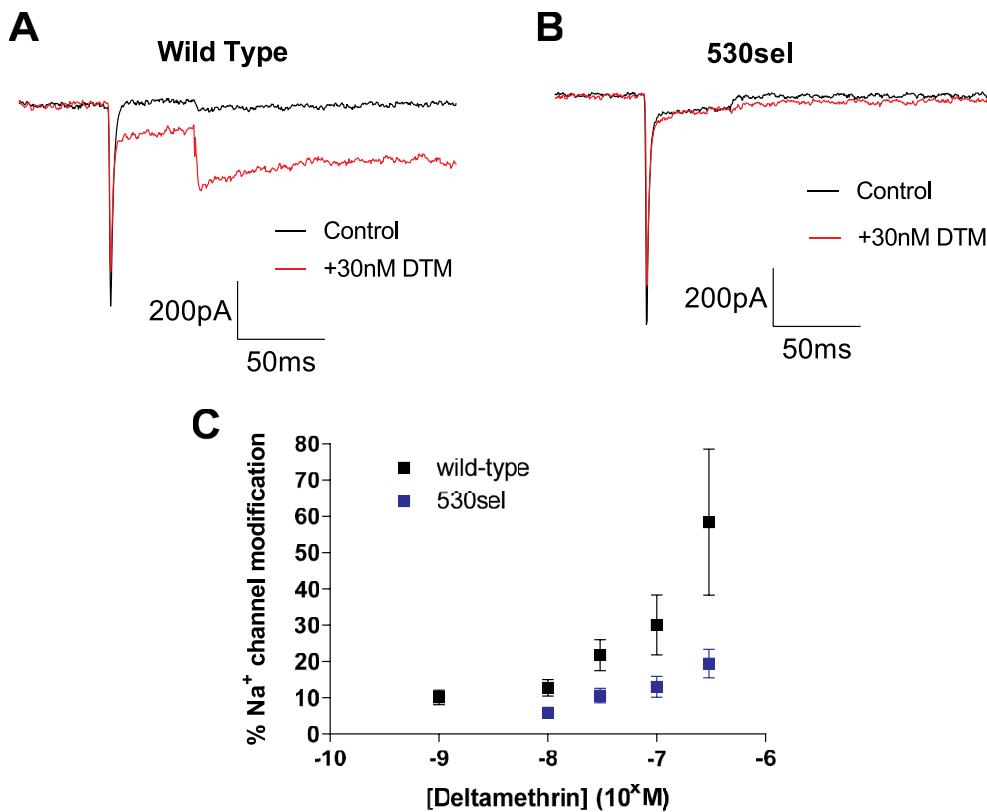 A
Wild Type
Control
+30nM DTM
200pA
50ms
B
530sel
Control
+30nM DTM
200pA
50ms
C
% Na⁺ channel modification
80
70
60
50
40
30
20
10
0
wild-type
530sel
-10 -9 -8 -7 -6
[Deltamethrin] (10ˣM)